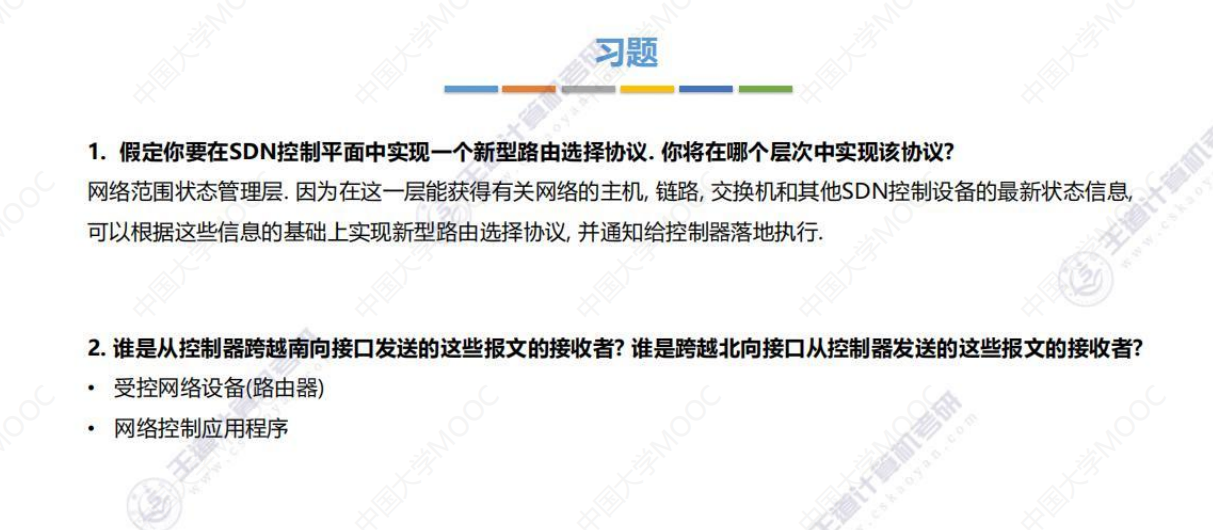 习题
1. 假定你要在SDN控制平面中实现一个新型路由选择协议. 你将在哪个层次中实现该协议?
网络范围状态管理层. 因为在这一层能获得有关网络的主机, 链路, 交换机和其他SDN控制设备的最新状态信息,
可以根据这些信息的基础上实现新型路由选择协议, 并通知给控制器落地执行.
2. 谁是从控制器跨越南向接口发送的这些报文的接收者? 谁是跨越北向接口从控制器发送的这些报文的接收者?
• 受控网络设备(路由器)
• 网络控制应用程序
中国大学MOOC
王道计算机考研
www.cskaoyan.com